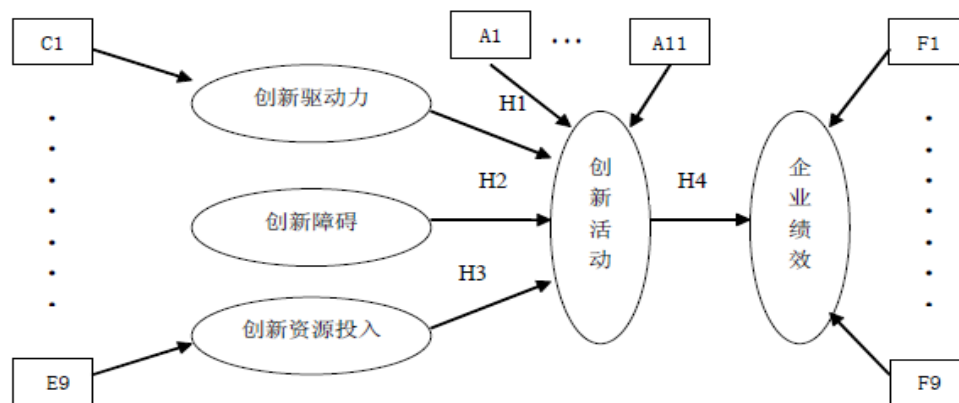 C1
A1
...
A11
F1
创新驱动力
H1
创新活动
企业绩效
H2
H4
创新障碍
H3
创新资源投入
E9
F9